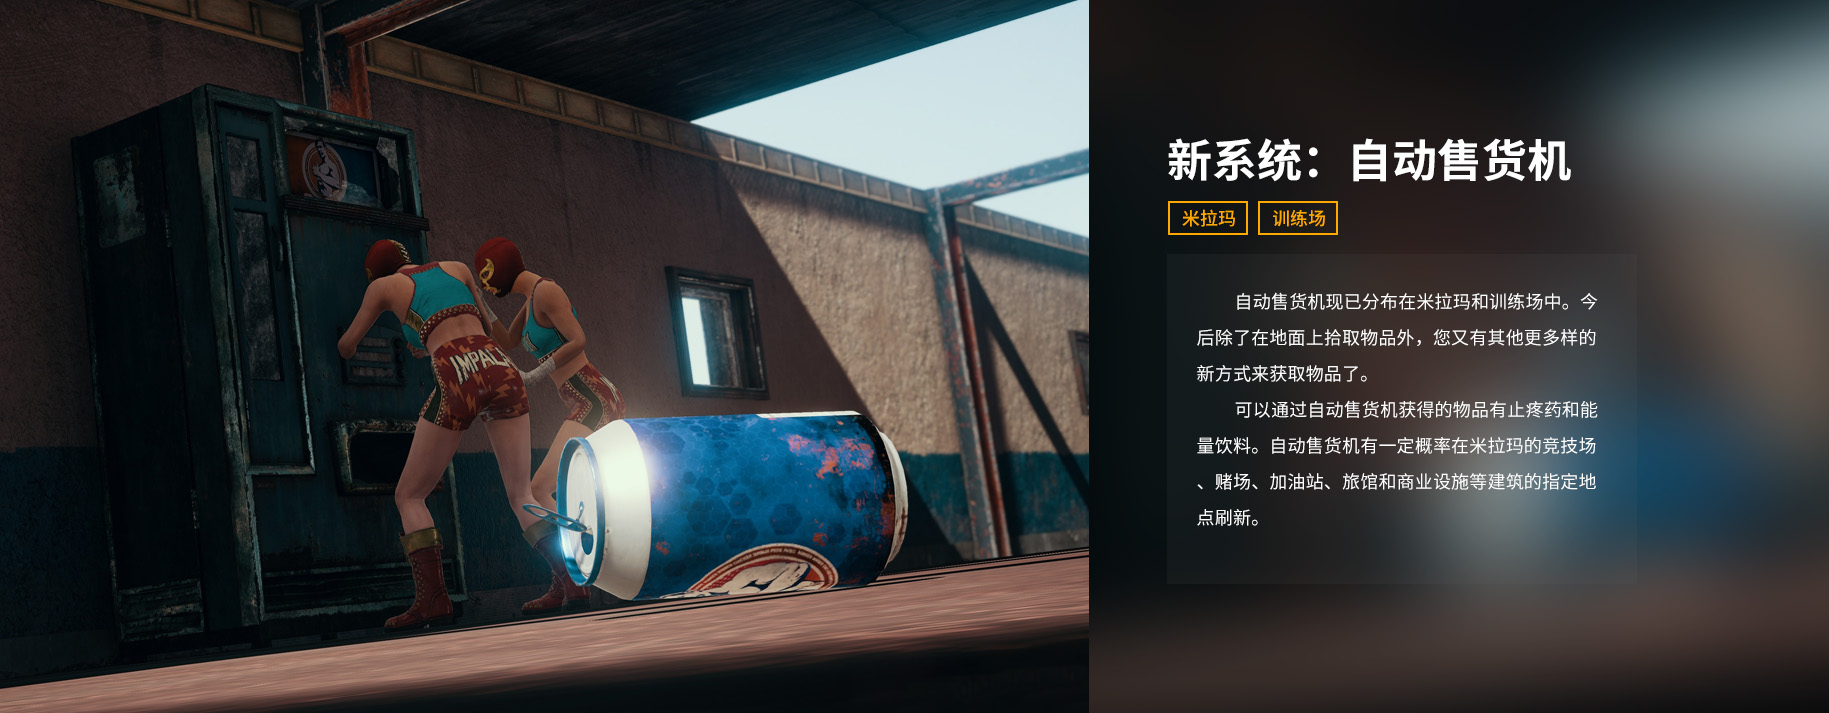 新系统：自动售货机
米拉玛
训练场
自动售货机现已分布在米拉玛和训练场中。今
后除了在地面上拾取物品外，您又有其他更多样的
新方式来获取物品了。
可以通过自动售货机获得的物品有止疼药和能
量饮料。自动售货机有一定概率在米拉玛的竞技场
、赌场、加油站、旅馆和商业设施等建筑的指定地
点刷新。
IMPALA